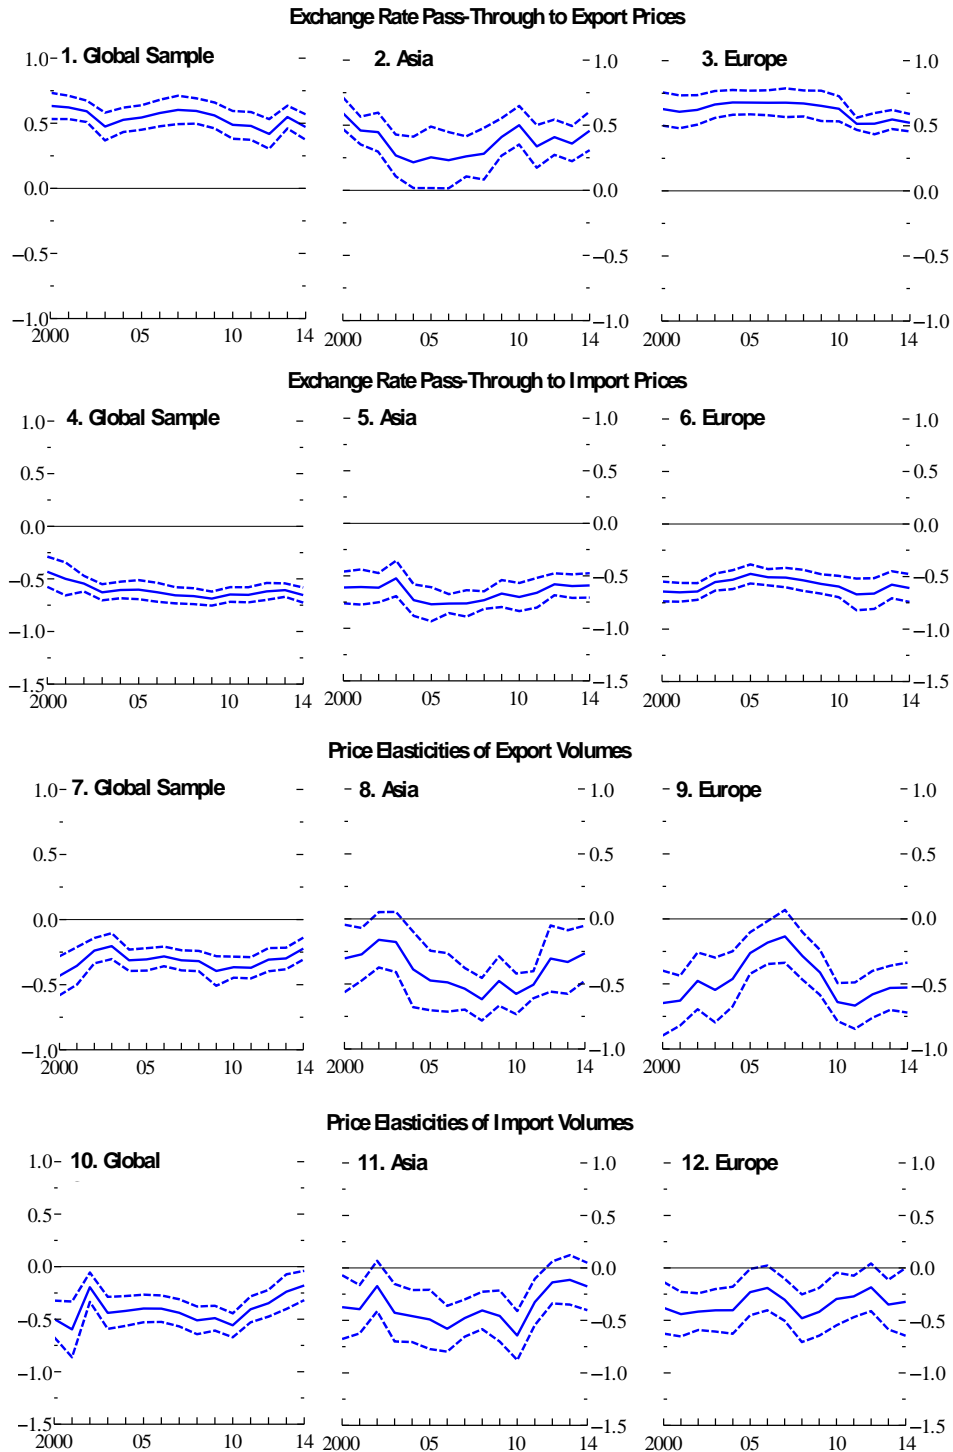 Exchange Rate Pass-Through to Export Prices
1. Global Sample 2. Asia 3. Europe
1.0 1.0 1.0
0.5 0.5 0.5
0.0 0.0 0.0
−0.5 −0.5 −0.5
−1.0 −1.0 −1.0
2000 05 10 14 2000 05 10 14 2000 05 10 14
Exchange Rate Pass-Through to Import Prices
4. Global Sample 5. Asia 6. Europe
1.0 1.0 1.0
0.5 0.5 0.5
0.0 0.0 0.0
−0.5 −0.5 −0.5
−1.0 −1.0 −1.0
−1.5 −1.5 −1.5
2000 05 10 14 2000 05 10 14 2000 05 10 14
Price Elasticities of Export Volumes
7. Global Sample 8. Asia 9. Europe
1.0 1.0 1.0
0.5 0.5 0.5
0.0 0.0 0.0
−0.5 −0.5 −0.5
−1.0 −1.0 −1.0
2000 05 10 14 2000 05 10 14 2000 05 10 14
Price Elasticities of Import Volumes
10. Global 11. Asia 12. Europe
1.0 1.0 1.0
0.5 0.5 0.5
0.0 0.0 0.0
−0.5 −0.5 −0.5
−1.0 −1.0 −1.0
−1.5 −1.5 −1.5
2000 05 10 14 2000 05 10 14 2000 05 10 14